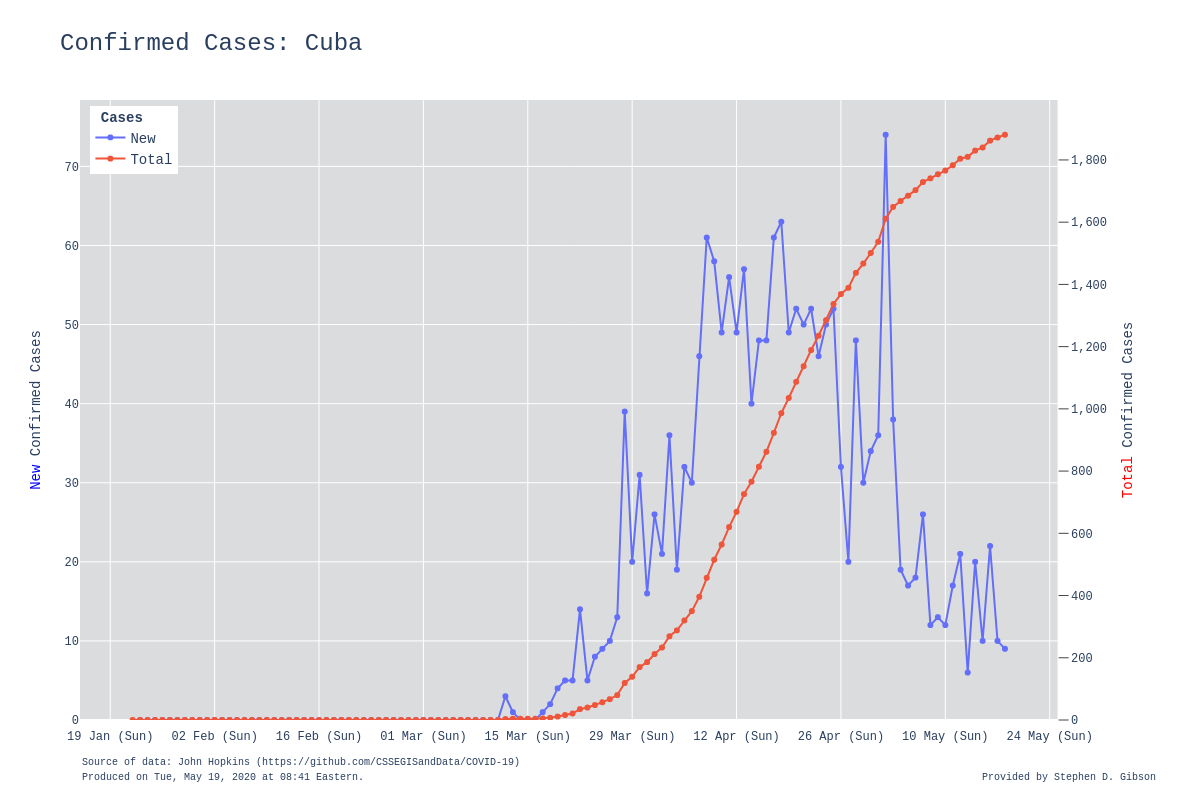 Confirmed Cases: Cuba
Cases
New
Total
70
60
50
40
30
20
10
0
New Confirmed Cases
1,800
1,600
1,400
1,200
1,000
800
600
400
200
0
Total Confirmed Cases
19 Jan (Sun) 02 Feb (Sun) 16 Feb (Sun) 01 Mar (Sun) 15 Mar (Sun) 29 Mar (Sun) 12 Apr (Sun) 26 Apr (Sun) 10 May (Sun) 24 May (Sun)
Source of data: John Hopkins (https://github.com/CSSEGISandData/COVID-19)
Produced on Tue, May 19, 2020 at 08:41 Eastern.
Provided by Stephen D. Gibson